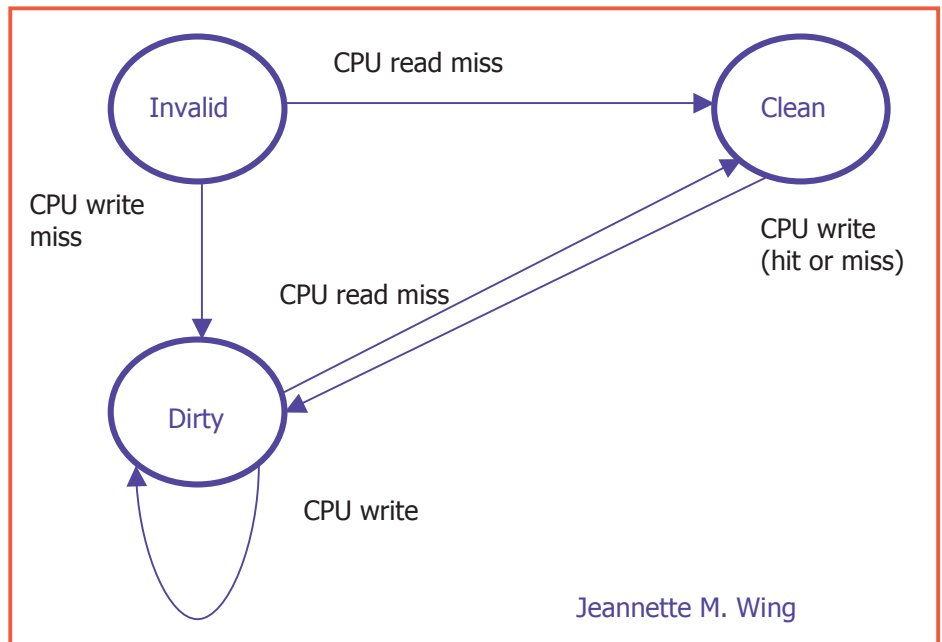 CPU read miss
Invalid
Clean
CPU write
miss
CPU write
(hit or miss)
CPU read miss
Dirty
CPU write
Jeannette M. Wing